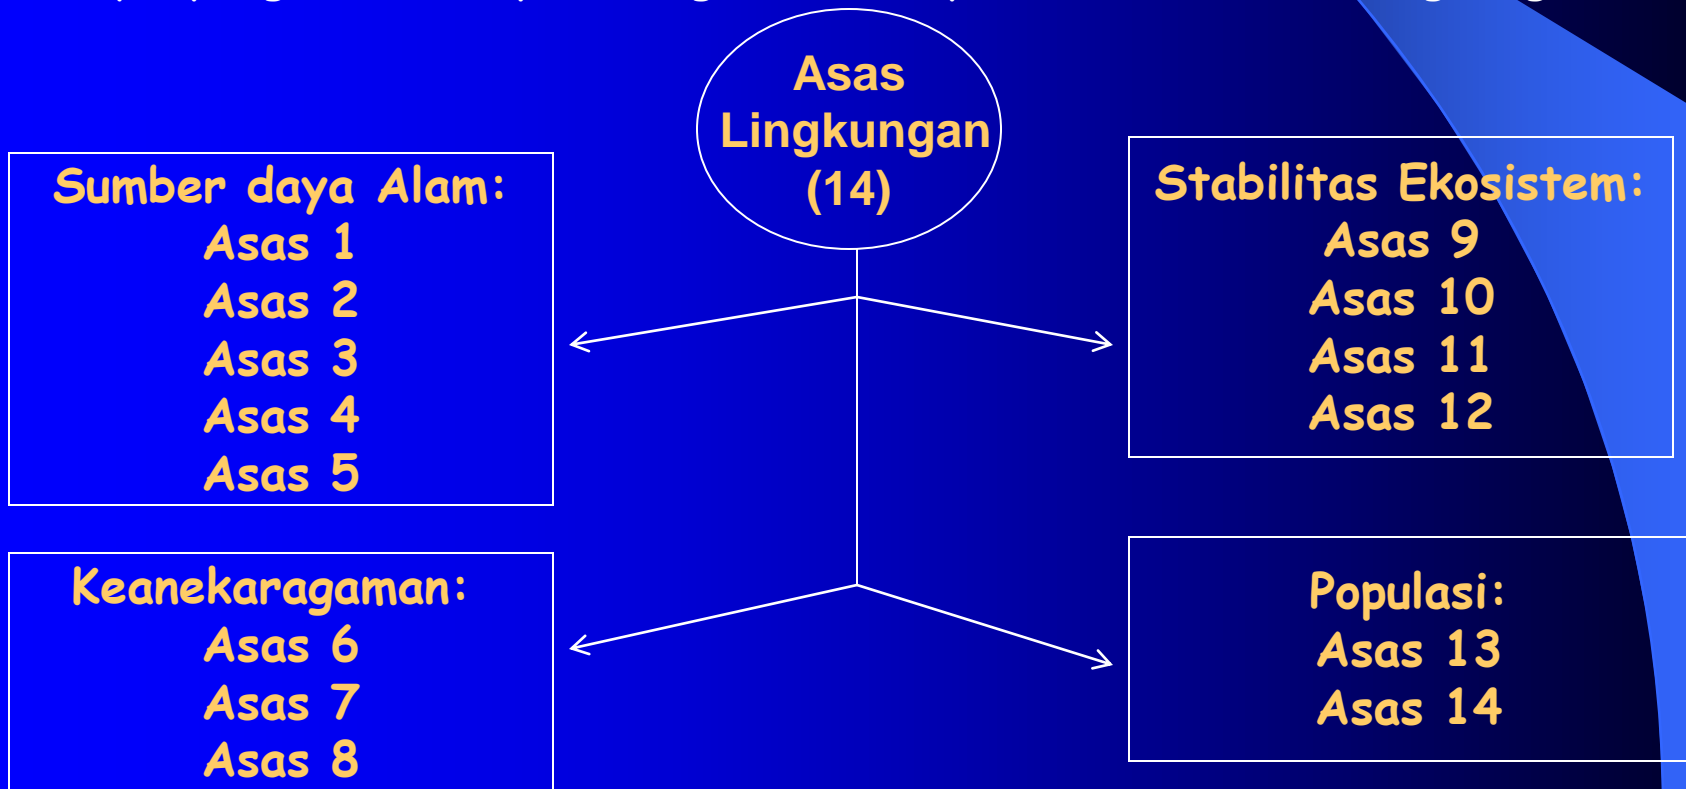 Asas
Lingkungan
(14)
Sumber daya Alam:
Asas 1
Asas 2
Asas 3
Asas 4
Asas 5
Stabilitas Ekosistem:
Asas 9
Asas 10
Asas 11
Asas 12
Keanekaragaman:
Asas 6
Asas 7
Asas 8
Populasi:
Asas 13
Asas 14